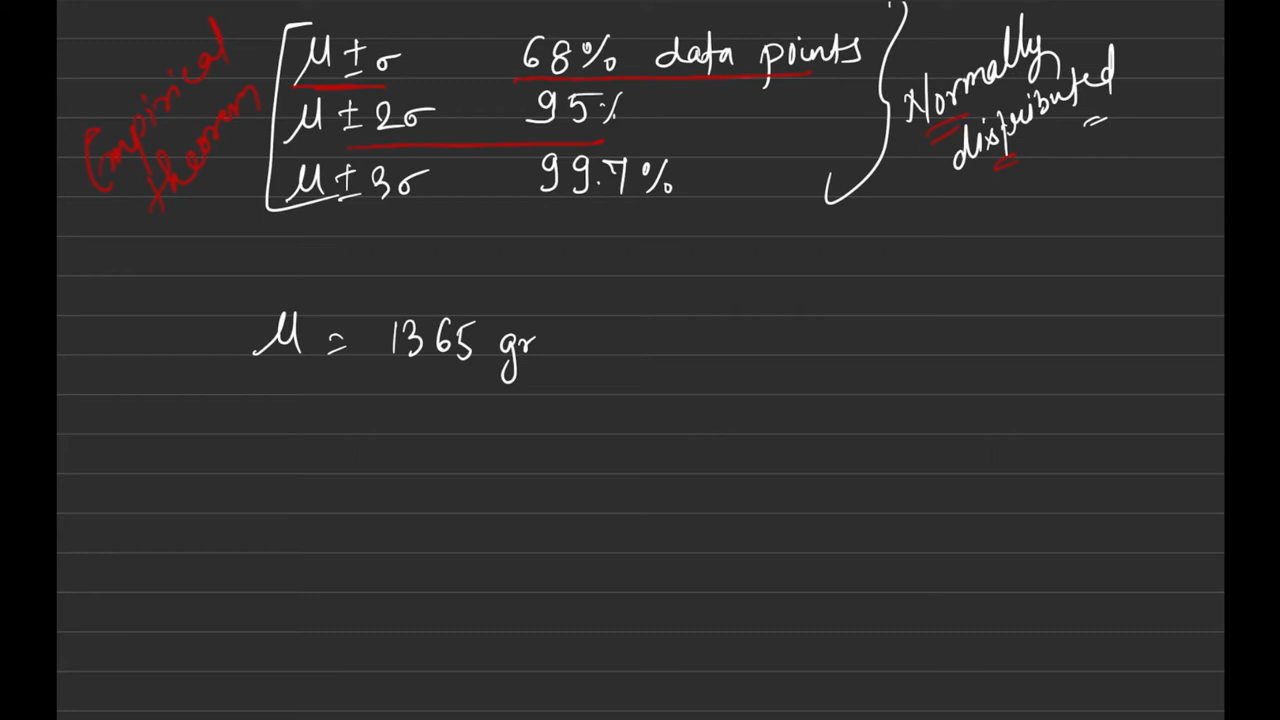 Empirical
theorem
μ ± σ 68% data points
μ ± 2σ 95%
μ ± 3σ 99.7%
Normally
distributed
μ = 1365 gr